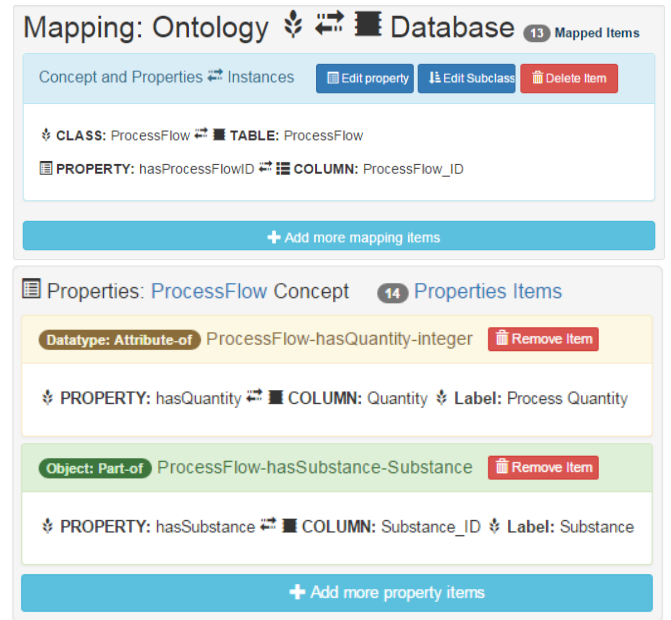 Mapping: Ontology Database 13 Mapped Items
Concept and Properties Instances Edit property Edit Subclass Delete Item
CLASS: ProcessFlow TABLE: ProcessFlow
PROPERTY: hasProcessFlowID COLUMN: ProcessFlow_ID
Add more mapping items
Properties: ProcessFlow Concept 14 Properties Items
Datatype: Attribute-of ProcessFlow-hasQuantity-integer Remove Item
PROPERTY: hasQuantity COLUMN: Quantity Label: Process Quantity
Object: Part-of ProcessFlow-hasSubstance-Substance Remove Item
PROPERTY: hasSubstance COLUMN: Substance_ID Label: Substance
Add more property items